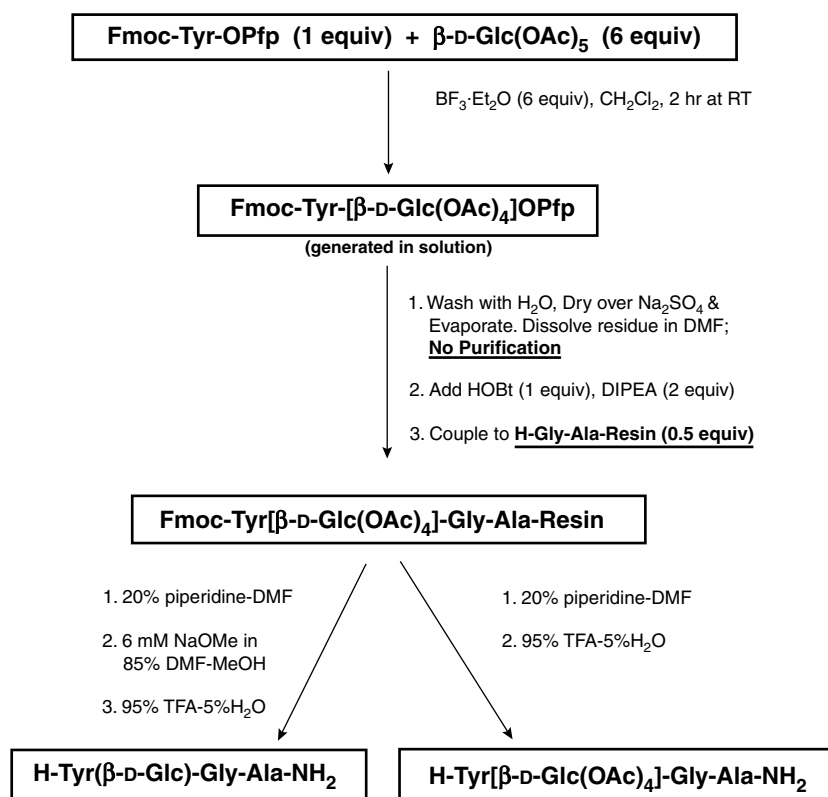 Fmoc-Tyr-OPfp (1 equiv) + β-D-Glc(OAc)5 (6 equiv)
BF3·Et2O (6 equiv), CH2Cl2, 2 hr at RT
Fmoc-Tyr-[β-D-Glc(OAc)4]OPfp
(generated in solution)
1. Wash with H2O, Dry over Na2SO4 &
Evaporate. Dissolve residue in DMF;
No Purification
2. Add HOBt (1 equiv), DIPEA (2 equiv)
3. Couple to H-Gly-Ala-Resin (0.5 equiv)
Fmoc-Tyr[β-D-Glc(OAc)4]-Gly-Ala-Resin
1. 20% piperidine-DMF
2. 6 mM NaOMe in
85% DMF-MeOH
3. 95% TFA-5%H2O
1. 20% piperidine-DMF
2. 95% TFA-5%H2O
H-Tyr(β-D-Glc)-Gly-Ala-NH2
H-Tyr[β-D-Glc(OAc)4]-Gly-Ala-NH2